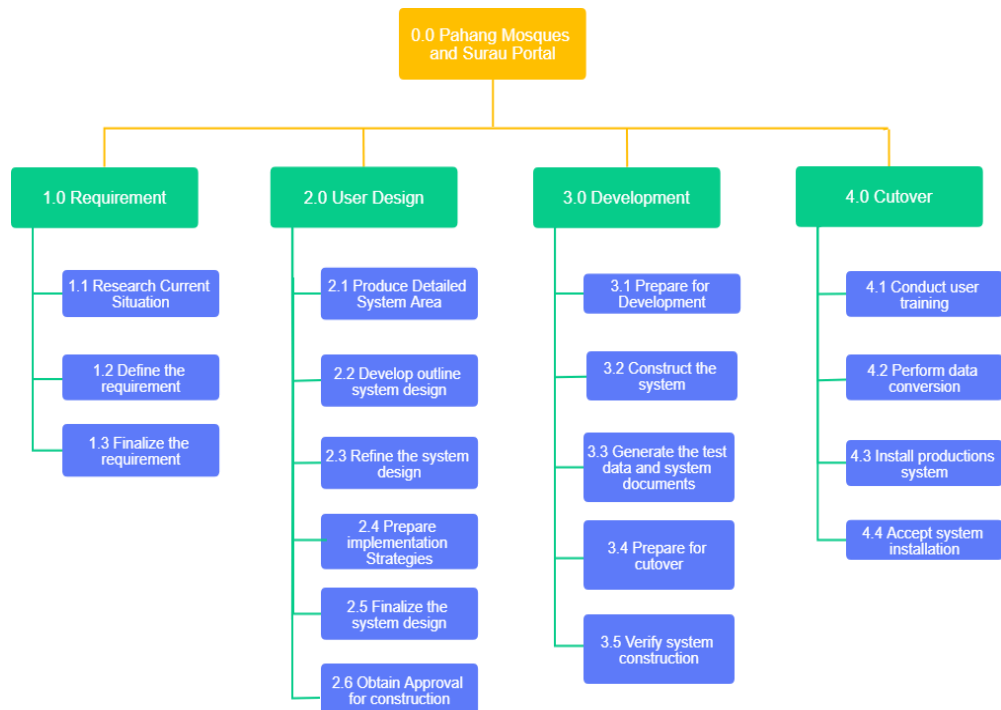 0.0 Pahang Mosques
and Surau Portal
1.0 Requirement
1.1 Research Current
Situation
1.2 Define the
requirement
1.3 Finalize the
requirement
2.0 User Design
2.1 Produce Detailed
System Area
2.2 Develop outline
system design
2.3 Refine the system
design
2.4 Prepare
implementation
Strategies
2.5 Finalize the
system design
2.6 Obtain Approval
for construction
3.0 Development
3.1 Prepare for
Development
3.2 Construct the
system
3.3 Generate the test
data and system
documents
3.4 Prepare for
cutover
3.5 Verify system
construction
4.0 Cutover
4.1 Conduct user
training
4.2 Perform data
conversion
4.3 Install productions
system
4.4 Accept system
installation